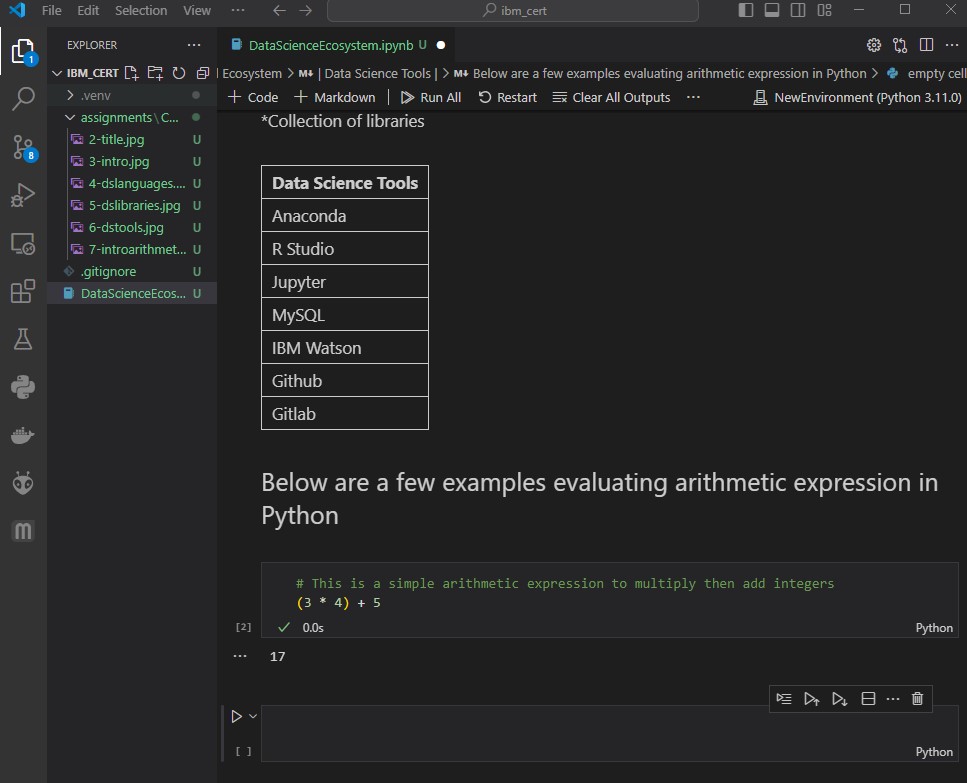 File Edit Selection View ··· ibm_cert
EXPLORER ···
IBM_CERT
.venv
assignments \ C...
2-title.jpg U
3-intro.jpg U
4-dslanguages.... U
5-dslibraries.jpg U
6-dstools.jpg U
7-introarithmet... U
.gitignore U
DataScienceEcos... U
1
8
DataScienceEcosystem.ipynb U
Ecosystem > M↓ | Data Science Tools | > M↓ Below are a few examples evaluating arithmetic expression in Python > empty cell
+ Code + Markdown | Run All Restart Clear All Outputs ··· NewEnvironment (Python 3.11.0)
*Collection of libraries
Data Science Tools
Anaconda
R Studio
Jupyter
MySQL
IBM Watson
Github
Gitlab
Below are a few examples evaluating arithmetic expression in
Python
# This is a simple arithmetic expression to multiply then add integers
(3 * 4) + 5
[2] ✓ 0.0s Python
··· 17
[ ] Python